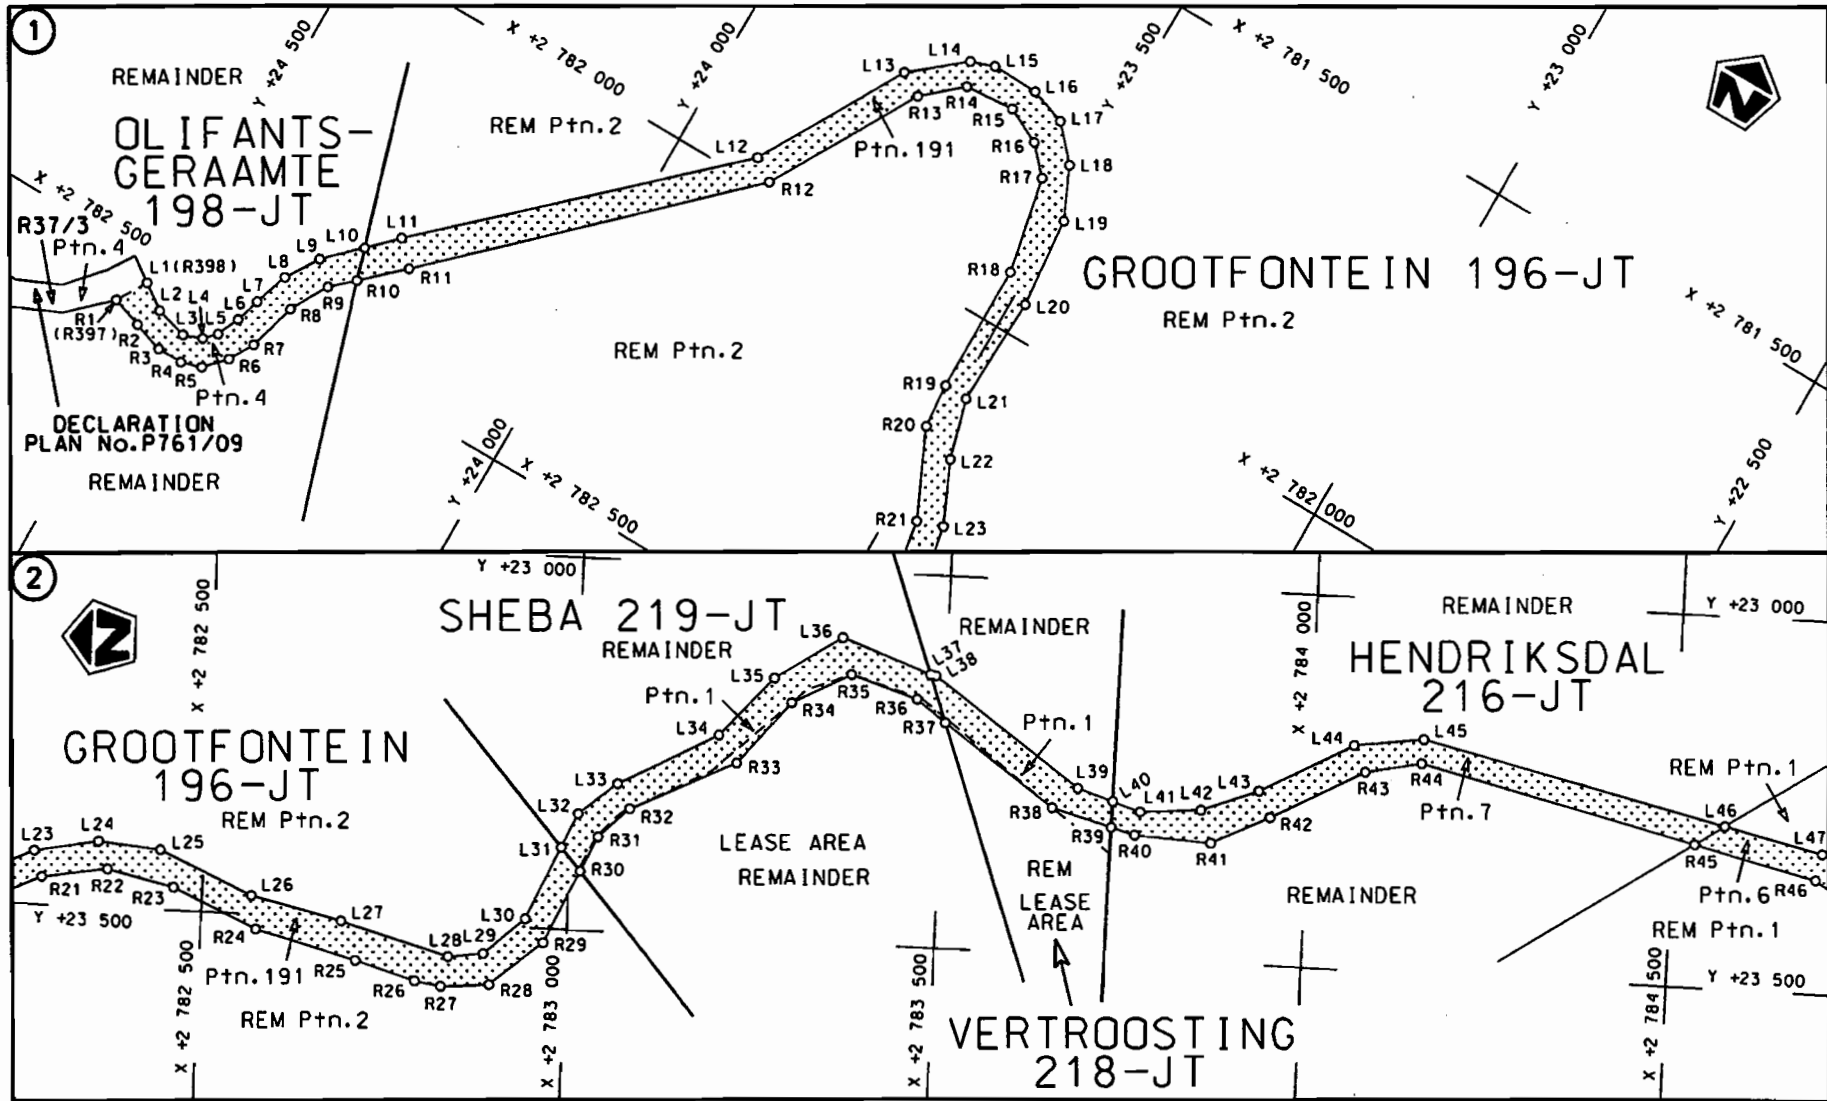 1
REMAINDER
OLIFANTS-
GERAAMTE
198-JT
Y +24 500
X +2 782 000
Y +24 000
REM Ptn.2
X +2 782 500
R37/3
Ptn.4
L1(R398)
L2
L3
L4
L5
L6
L7
L8
L9
L10
L11
L12
L13
L14
L15
L16
L17
L18
L19
L20
L21
L22
L23
R1
(R397)
R2
R3
R4
R5
R6
R7
R8
R9
R10
R11
R12
R13
R14
R15
R16
R17
R18
R19
R20
R21
Ptn.4
Ptn.191
DECLARATION
PLAN No.P761/09
REMAINDER
REM Ptn.2
Y +24 000
X +2 782 500
Y +23 500
X +2 781 500
Y +23 000
N
GROOTFONTEIN 196-JT
REM Ptn.2
X +2 781 500
X +2 782 000
Y +22 500
2
N
X +2 782 500
Y +23 000
SHEBA 219-JT
REMAINDER
GROOTFONTEIN
196-JT
REM Ptn.2
L23
L24
L25
L26
L27
L28
L29
L30
L31
L32
L33
L34
L35
L36
L37
L38
L39
L40
L41
L42
L43
L44
L45
L46
L47
R21
R22
R23
R24
R25
R26
R27
R28
R29
R30
R31
R32
R33
R34
R35
R36
R37
R38
R39
R40
R41
R42
R43
R44
R45
R46
Y +23 500
Ptn.191
REM Ptn.2
X +2 782 500
X +2 783 000
Ptn.1
LEASE AREA
REMAINDER
X +2 783 500
REMAINDER
Ptn.1
REM
LEASE
AREA
VERTROOSTING
218-JT
X +2 784 000
REMAINDER
Y +23 000
HENDRIKSDAL
216-JT
Ptn.7
REMAINDER
REM Ptn.1
Ptn.6
REM Ptn.1
X +2 784 500
Y +23 500